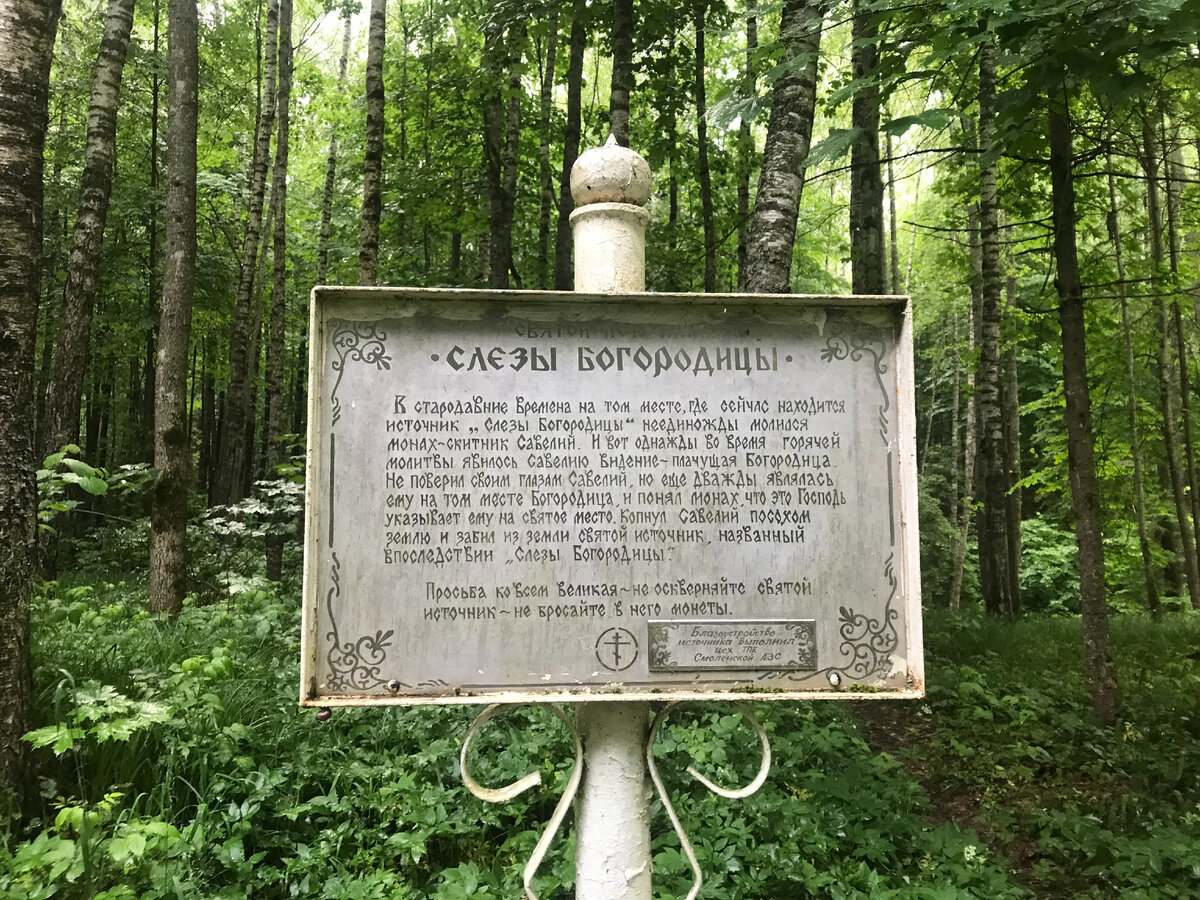 СВЯТОЙ ИСТОЧНИК
• СЛЕЗЫ БОГОРОДИЦЫ •
В стародавние времена на том месте, где сейчас находится
источник „Слезы Богородицы" неединожды молился
монах-скитник Савелий. И вот однажды во время горячей
молитвы явилось Савелию видение~плачущая Богородица.
Не поверил своим глазам Савелий, но еще дважды являлась
ему на том месте Богородица, и понял монах, что это Господь
указывает ему на святое место. Копнул Савелий посохом
землю, и забил из земли святой источник, названный
впоследствии „Слезы Богородицы".
Просьба ко всем великая~не оскверняйте святой
источник~не бросайте в него монеты.
Благоустройство
источника выполнил
цех ТПК
Смоленской АЭС